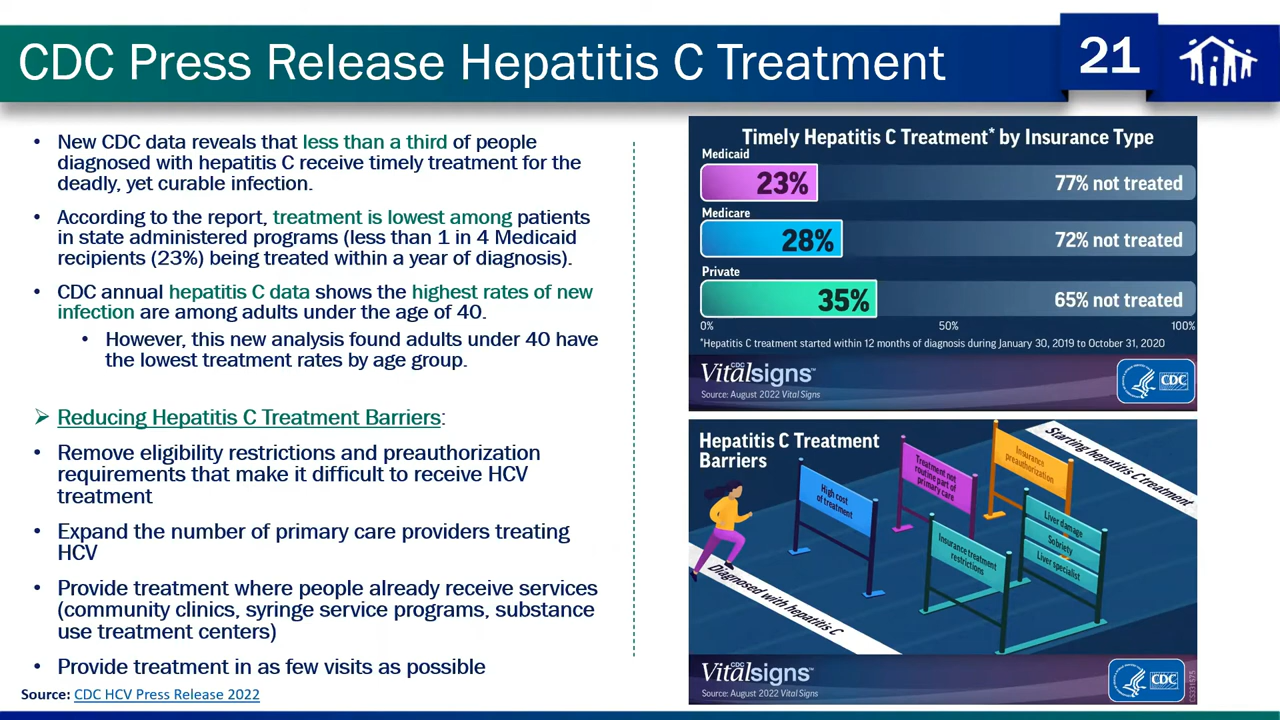 CDC Press Release Hepatitis C Treatment
21
• New CDC data reveals that less than a third of people
diagnosed with hepatitis C receive timely treatment for the
deadly, yet curable infection.
• According to the report, treatment is lowest among patients
in state administered programs (less than 1 in 4 Medicaid
recipients (23%) being treated within a year of diagnosis).
• CDC annual hepatitis C data shows the highest rates of new
infection are among adults under the age of 40.
• However, this new analysis found adults under 40 have
the lowest treatment rates by age group.
➢ Reducing Hepatitis C Treatment Barriers:
• Remove eligibility restrictions and preauthorization
requirements that make it difficult to receive HCV
treatment
• Expand the number of primary care providers treating
HCV
• Provide treatment where people already receive services
(community clinics, syringe service programs, substance
use treatment centers)
• Provide treatment in as few visits as possible
Source: CDC HCV Press Release 2022
Timely Hepatitis C Treatment* by Insurance Type
Medicaid
23% 77% not treated
Medicare
28% 72% not treated
Private
35% 65% not treated
0% 50% 100%
*Hepatitis C treatment started within 12 months of diagnosis during January 30, 2019 to October 31, 2020
CDC
Vitalsigns™
Source: August 2022 Vital Signs
CDC
Hepatitis C Treatment
Barriers
Starting hepatitis C treatment
Insurance
preauthorization
Treatment not
routine part of
primary care
High cost
of treatment
Liver damage
Sobriety
Liver specialist
Insurance treatment
restrictions
Diagnosed with hepatitis C
CDC
Vitalsigns™
Source: August 2022 Vital Signs
CDC